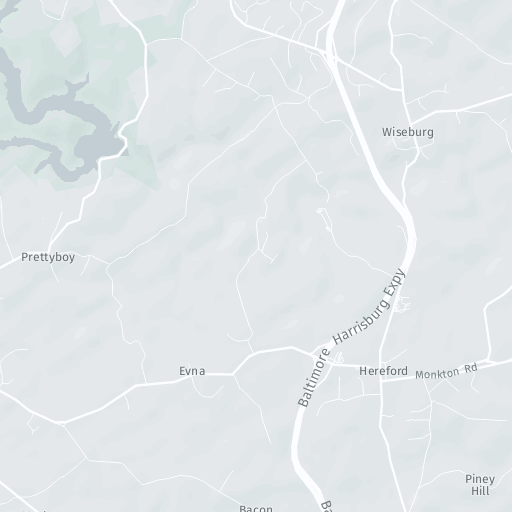 Wiseburg
Prettyboy
Baltimore Harrisburg Expy
Evna
Hereford
Monkton Rd
Piney
Hill
Bacon